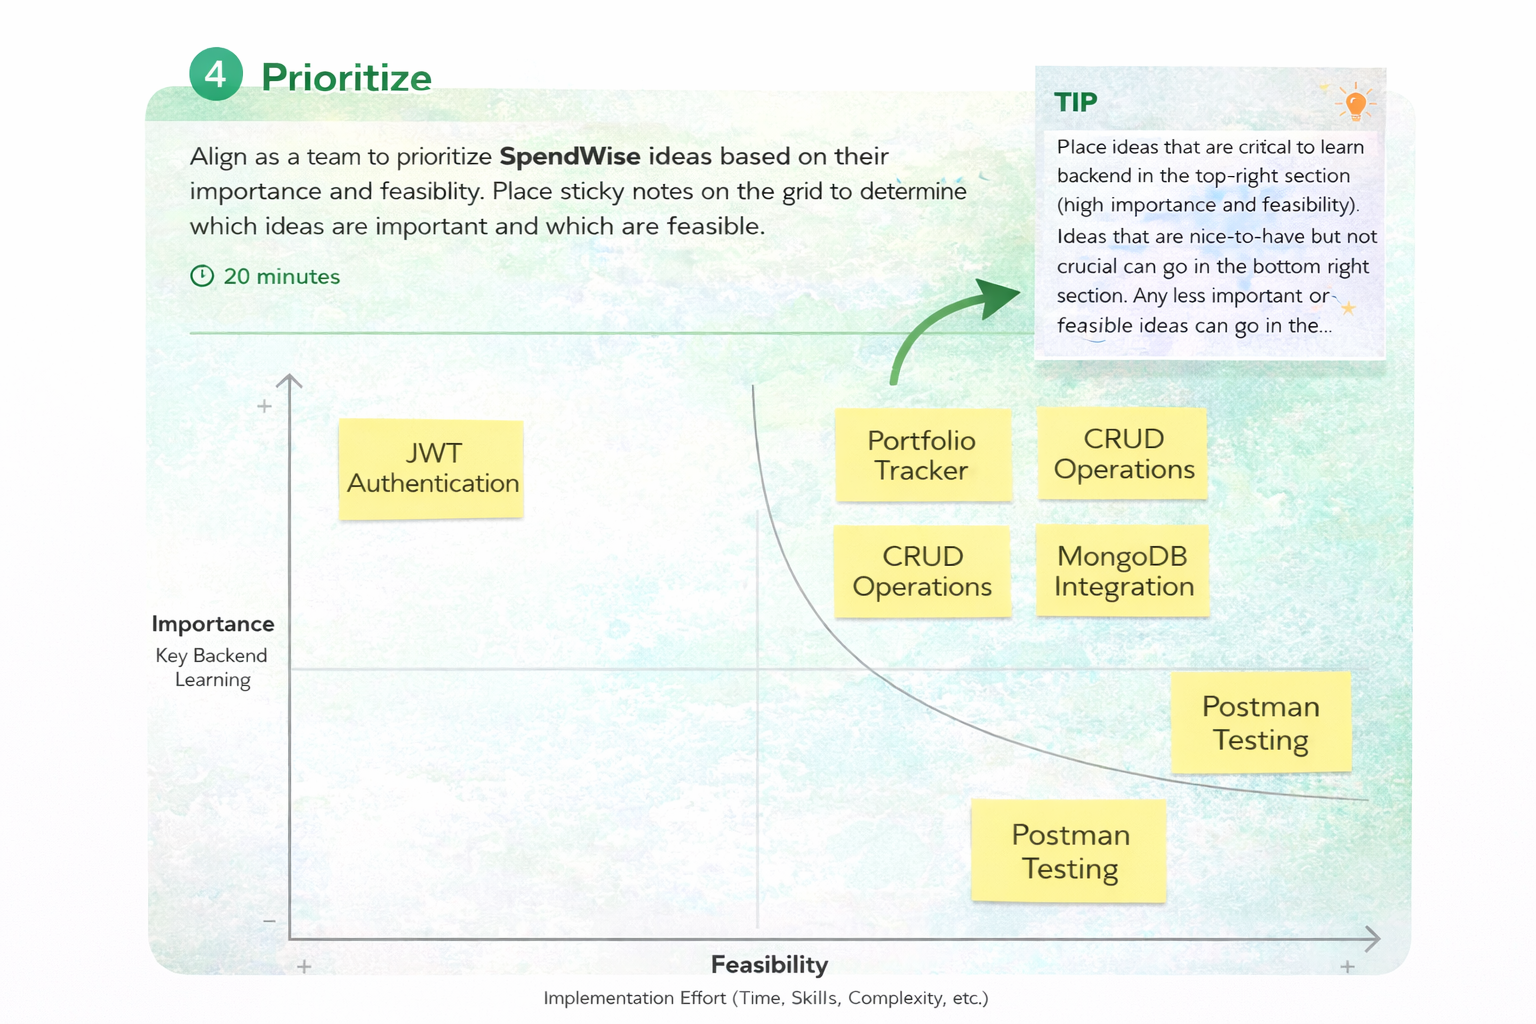 4 Prioritize
Align as a team to prioritize SpendWise ideas based on their
importance and feasiblity. Place sticky notes on the grid to determine
which ideas are important and which are feasible.
20 minutes
TIP
Place ideas that are critcal to learn
backend in the top-right section
(high importance and feasibility).
Ideas that are nice-to-have but not
crucial can go in the bottom right
section. Any less important or
feasible ideas can go in the...
+
JWT
Authentication
Portfolio
Tracker
CRUD
Operations
CRUD
Operations
MongoDB
Integration
Importance
Key Backend
Learning
Postman
Testing
Postman
Testing
−
+
Feasibility
+
Implementation Effort (Time, Skills, Complexity, etc.)